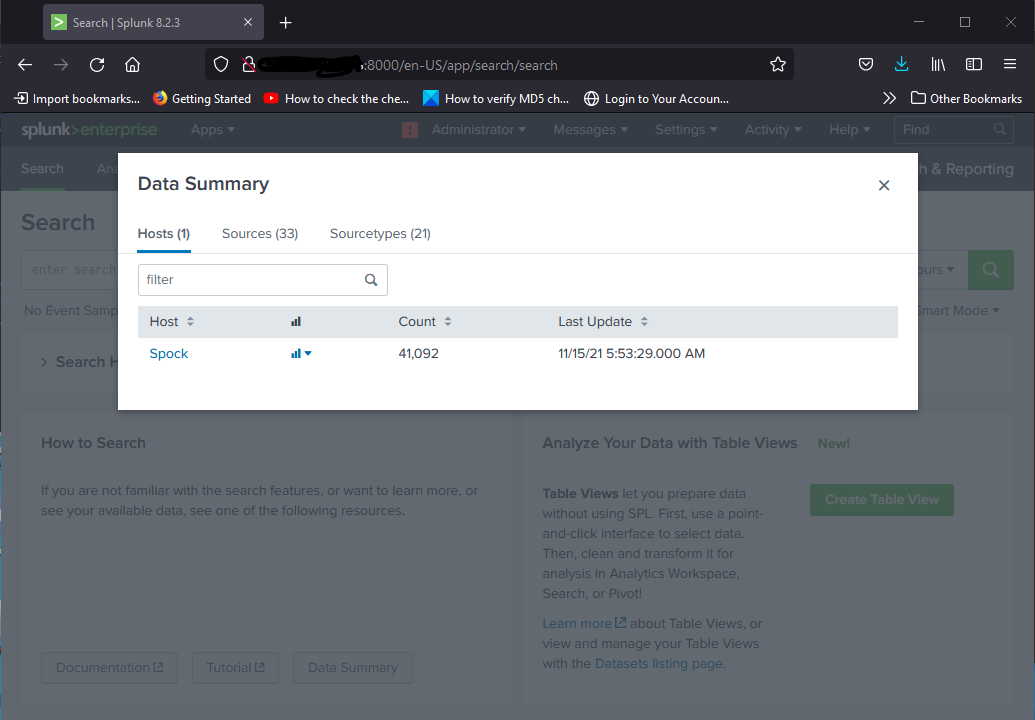 Search | Splunk 8.2.3
:8000/en-US/app/search/search
Import bookmarks... Getting Started How to check the che... How to verify MD5 ch... Login to Your Accoun... Other Bookmarks
splunk>enterprise Apps ! Administrator Messages Settings Activity Help Find
Search & Reporting
Data Summary
Hosts (1) Sources (33) Sourcetypes (21)
filter
Host Count Last Update
Spock 41,092 11/15/21 5:53:29.000 AM
Search
enter search
No Event Samp
Smart Mode
Search H
How to Search
If you are not familiar with the search features, or want to learn more, or
see your available data, see one of the following resources.
Documentation Tutorial Data Summary
Analyze Your Data with Table Views New!
Table Views let you prepare data
without using SPL. First, use a point-
and-click interface to select data.
Then, clean and transform it for
analysis in Analytics Workspace,
Search, or Pivot!
Create Table View
Learn more about Table Views, or
view and manage your Table Views
with the Datasets listing page.